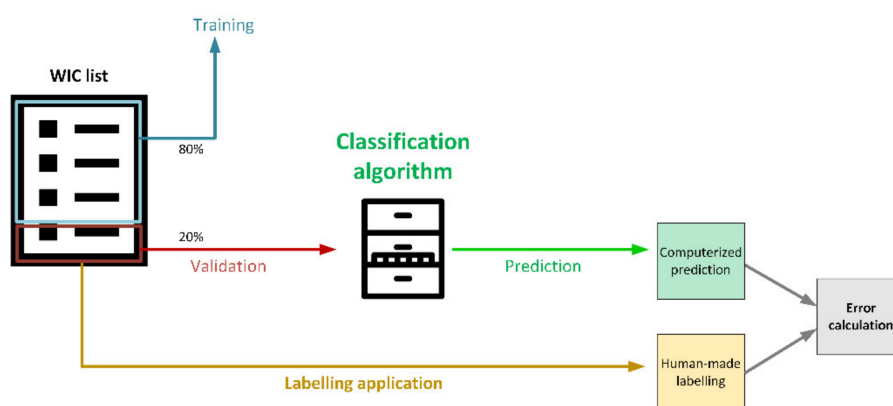 Training
WIC list
80%
Classification
algorithm
20%
Validation
Prediction
Computerized
prediction
Error
calculation
Human-made
labelling
Labelling application